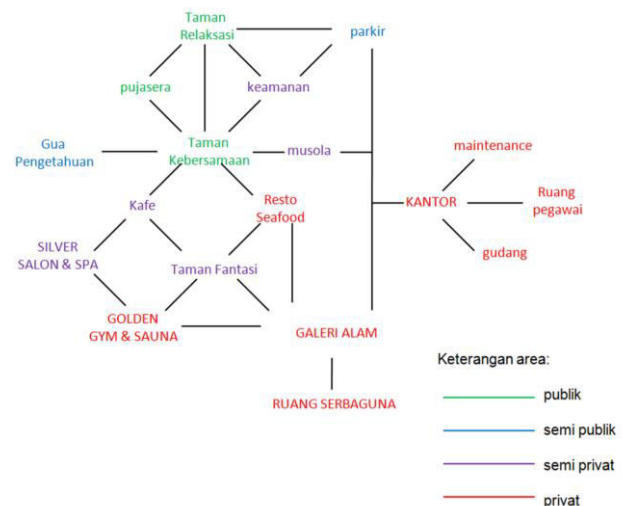 Taman
Relaksasi
parkir
pujasera
keamanan
Gua
Pengetahuan
Taman
Kebersamaan
musola
maintenance
Kafe
Resto
Seafood
KANTOR
Ruang
pegawai
SILVER
SALON & SPA
Taman Fantasi
gudang
GOLDEN
GYM & SAUNA
GALERI ALAM
RUANG SERBAGUNA
Keterangan area:
publik
semi publik
semi privat
privat